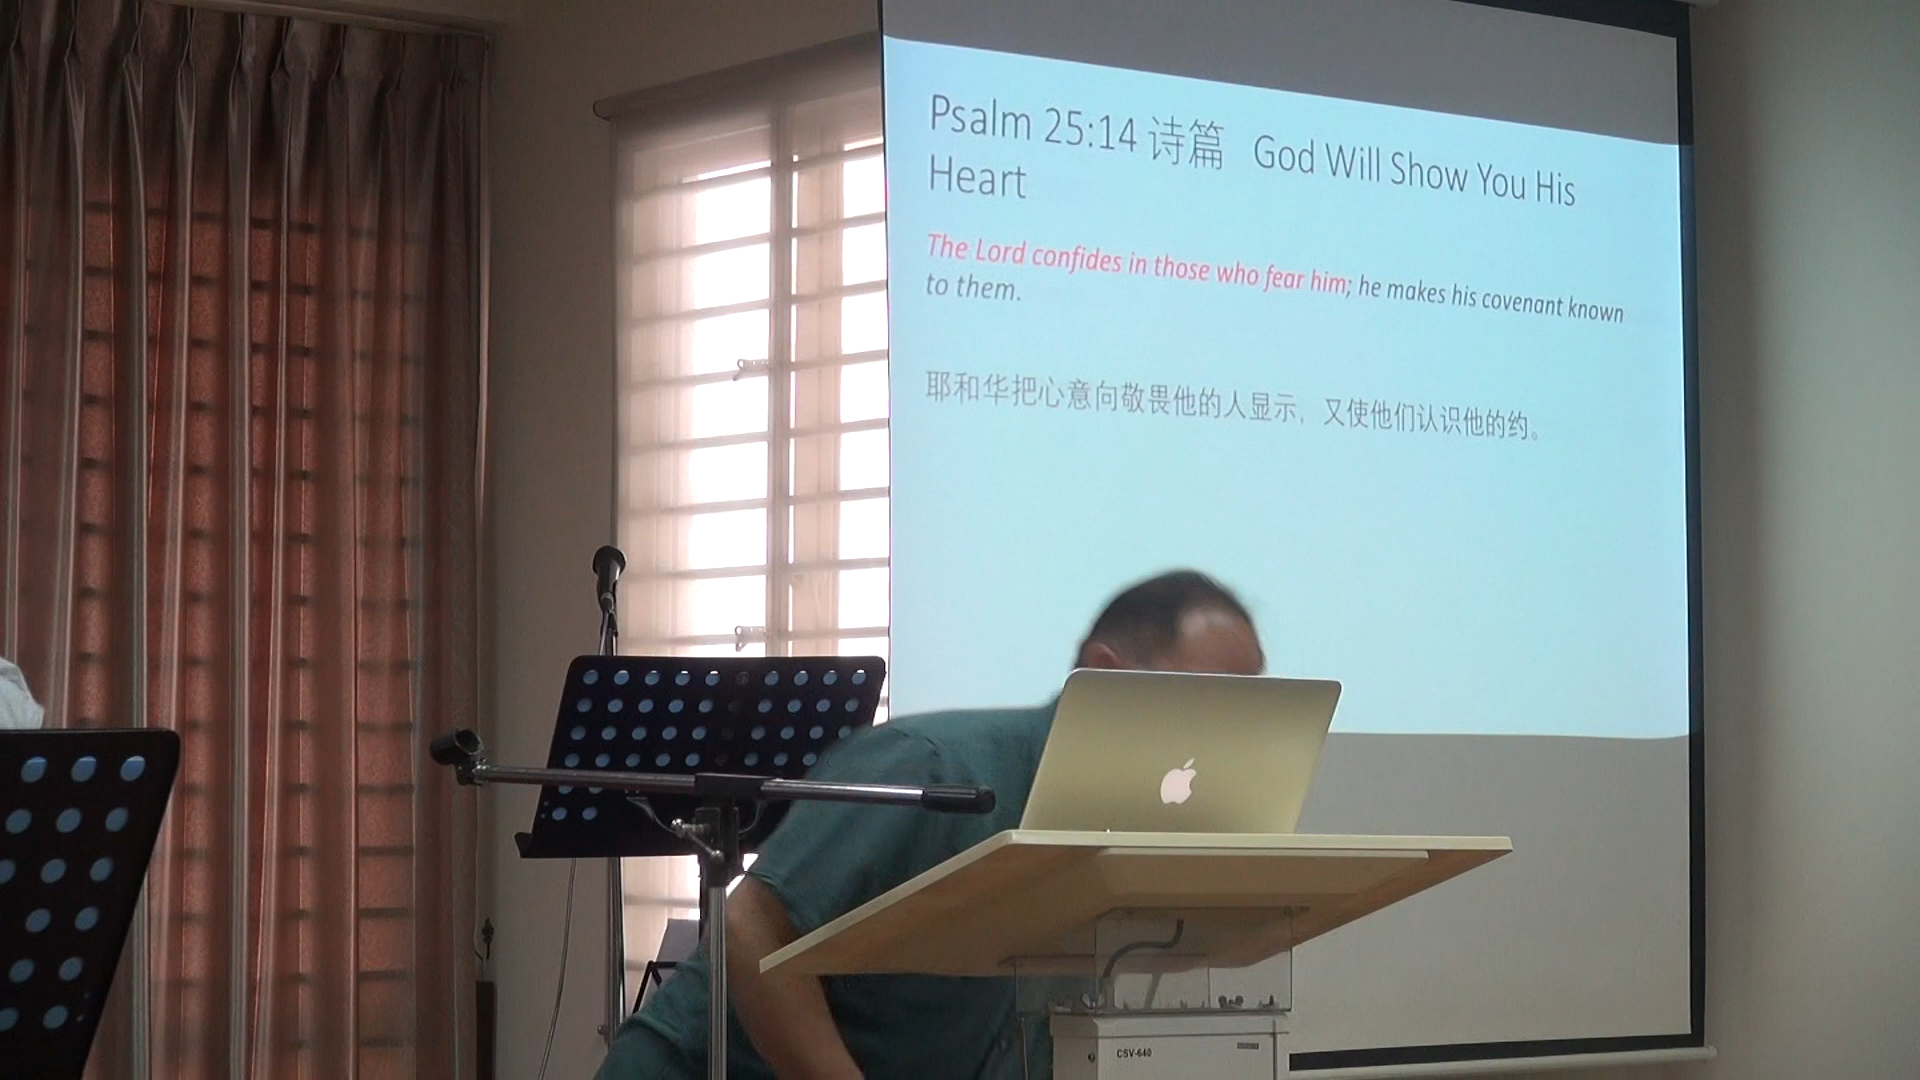 Psalm 25:14 诗篇 God Will Show You His
Heart
The Lord confides in those who fear him; he makes his covenant known
to them.
耶和华把心意向敬畏他的人显示，又使他们认识他的约。
CSV-640